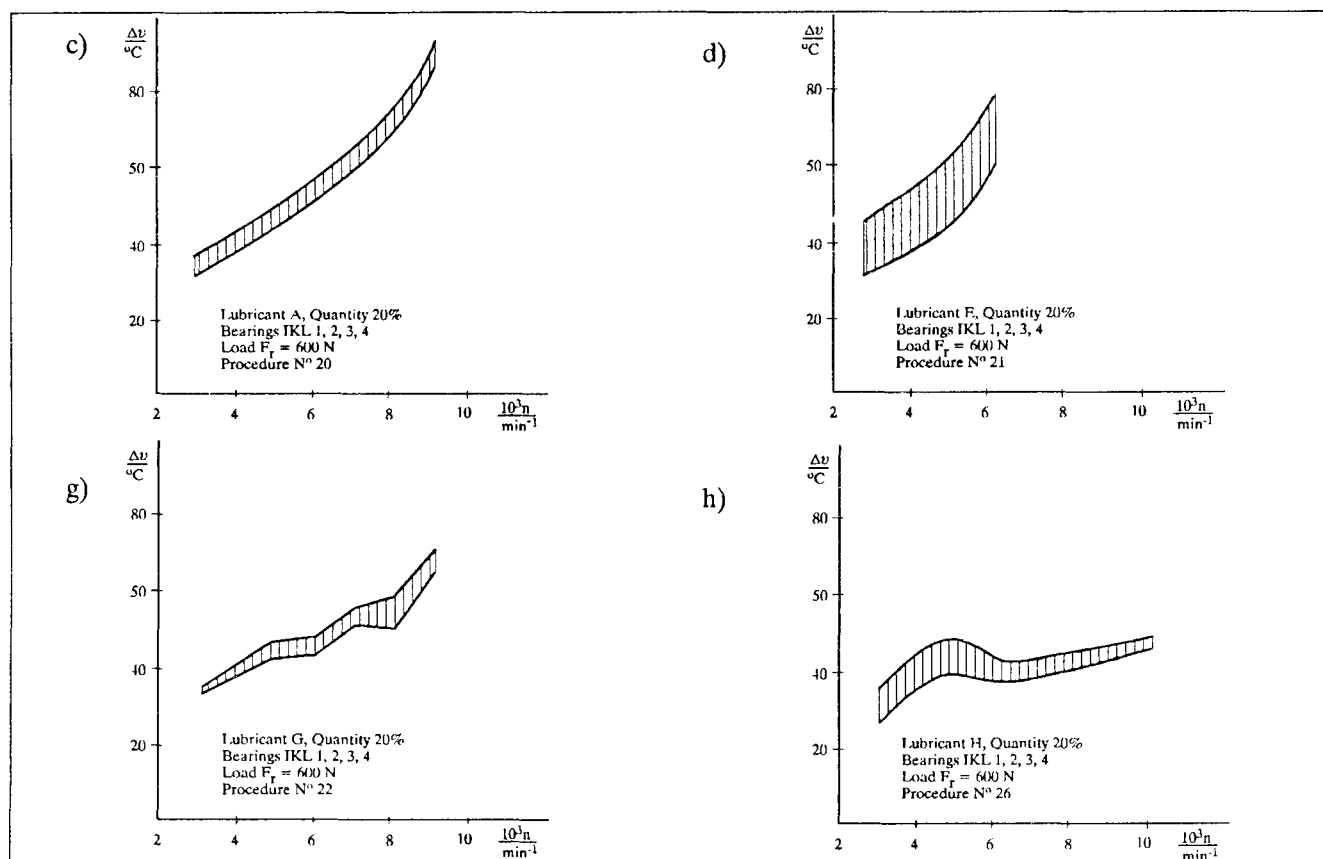 c)
Δυ
°C
80
50
40
20
Lubricant A, Quantity 20%
Bearings IKL 1, 2, 3, 4
Load Fr = 600 N
Procedure Nº 20
2 4 6 8 10 10³n
min⁻¹
d)
Δυ
°C
80
50
40
20
Lubricant E, Quantity 20%
Bearings IKL 1, 2, 3, 4
Load Fr = 600 N
Procedure Nº 21
2 4 6 8 10 10³n
min⁻¹
g)
Δυ
°C
80
50
40
20
Lubricant G, Quantity 20%
Bearings IKL 1, 2, 3, 4
Load Fr = 600 N
Procedure Nº 22
2 4 6 8 10 10³n
min⁻¹
h)
Δυ
°C
80
50
40
20
Lubricant H, Quantity 20%
Bearings IKL 1, 2, 3, 4
Load Fr = 600 N
Procedure Nº 26
2 4 6 8 10 10³n
min⁻¹